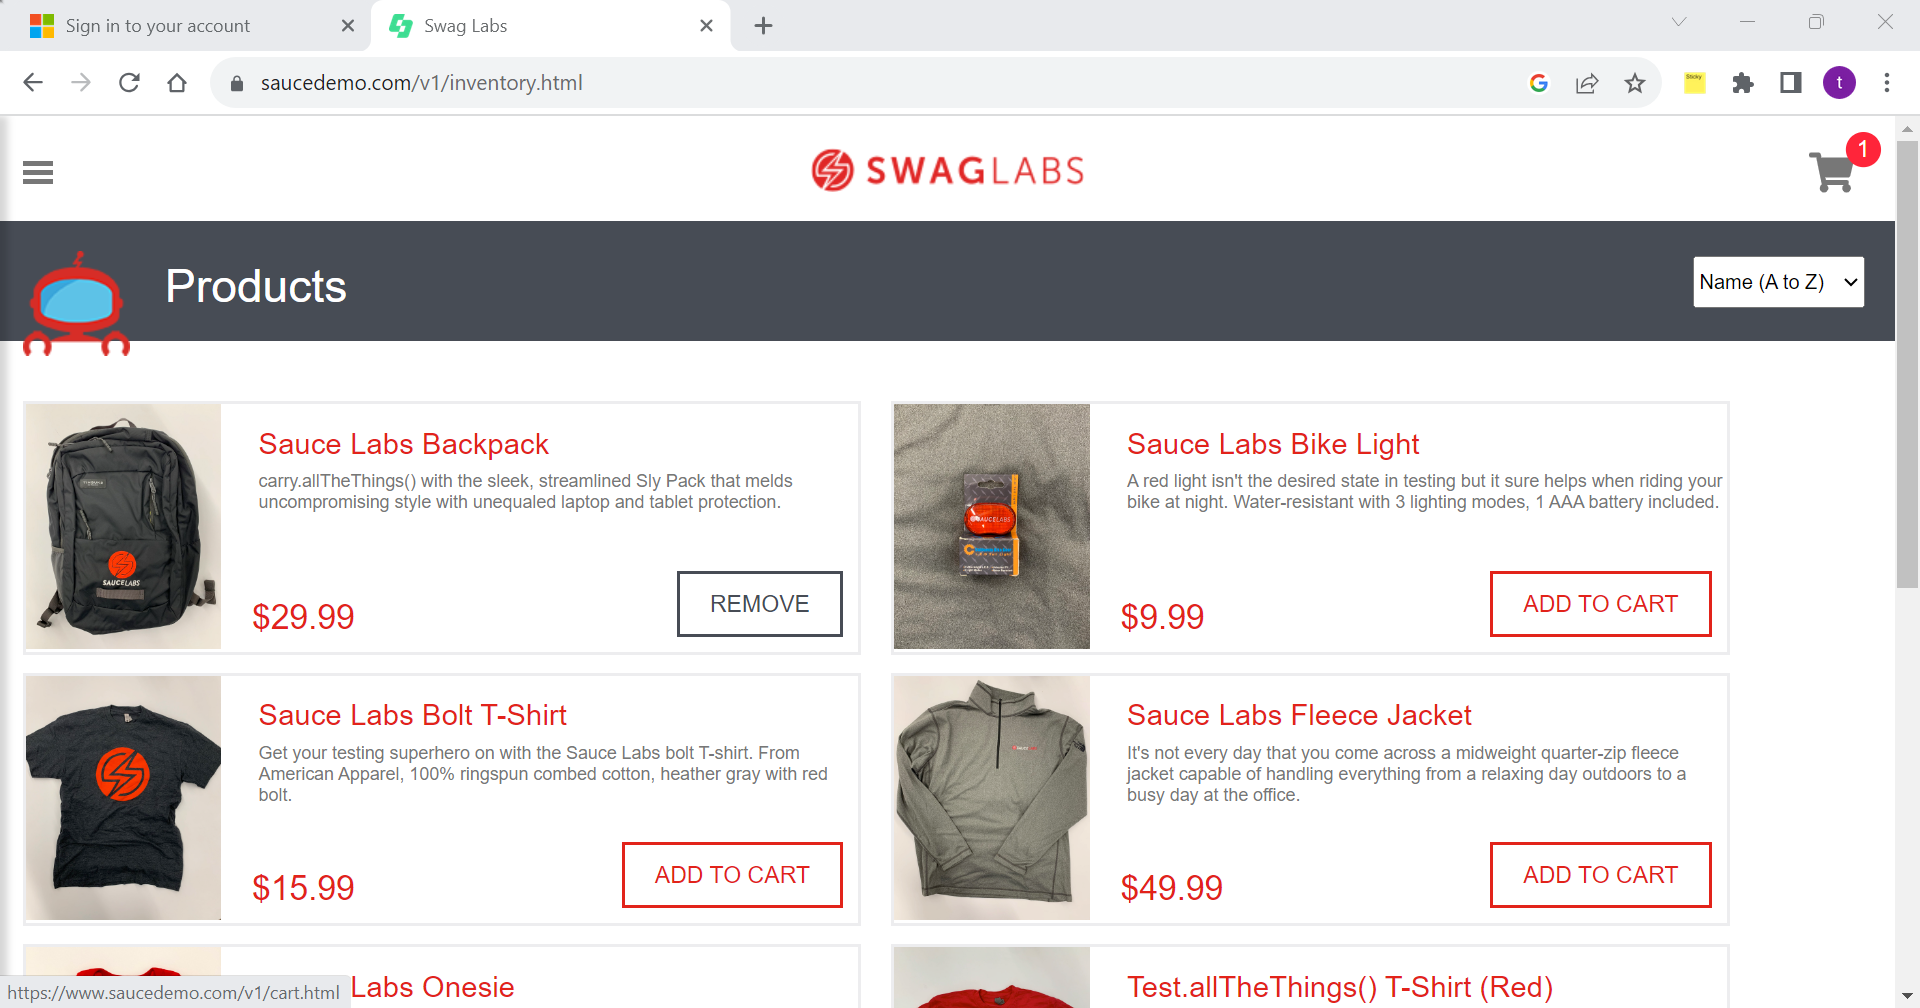 Sign in to your account
Swag Labs
saucedemo.com/v1/inventory.html
Sticky
t
SWAGLABS
1
Products
Name (A to Z)
Sauce Labs Backpack
carry.allTheThings() with the sleek, streamlined Sly Pack that melds
uncompromising style with unequaled laptop and tablet protection.
$29.99
REMOVE
SAUCELABS
Sauce Labs Bike Light
A red light isn't the desired state in testing but it sure helps when riding your
bike at night. Water-resistant with 3 lighting modes, 1 AAA battery included.
$9.99
ADD TO CART
SAUCELABS
Sauce Labs Bolt T-Shirt
Get your testing superhero on with the Sauce Labs bolt T-shirt. From
American Apparel, 100% ringspun combed cotton, heather gray with red
bolt.
$15.99
ADD TO CART
Sauce Labs Fleece Jacket
It's not every day that you come across a midweight quarter-zip fleece
jacket capable of handling everything from a relaxing day outdoors to a
busy day at the office.
$49.99
ADD TO CART
Labs Onesie
Test.allTheThings() T-Shirt (Red)
https://www.saucedemo.com/v1/cart.html